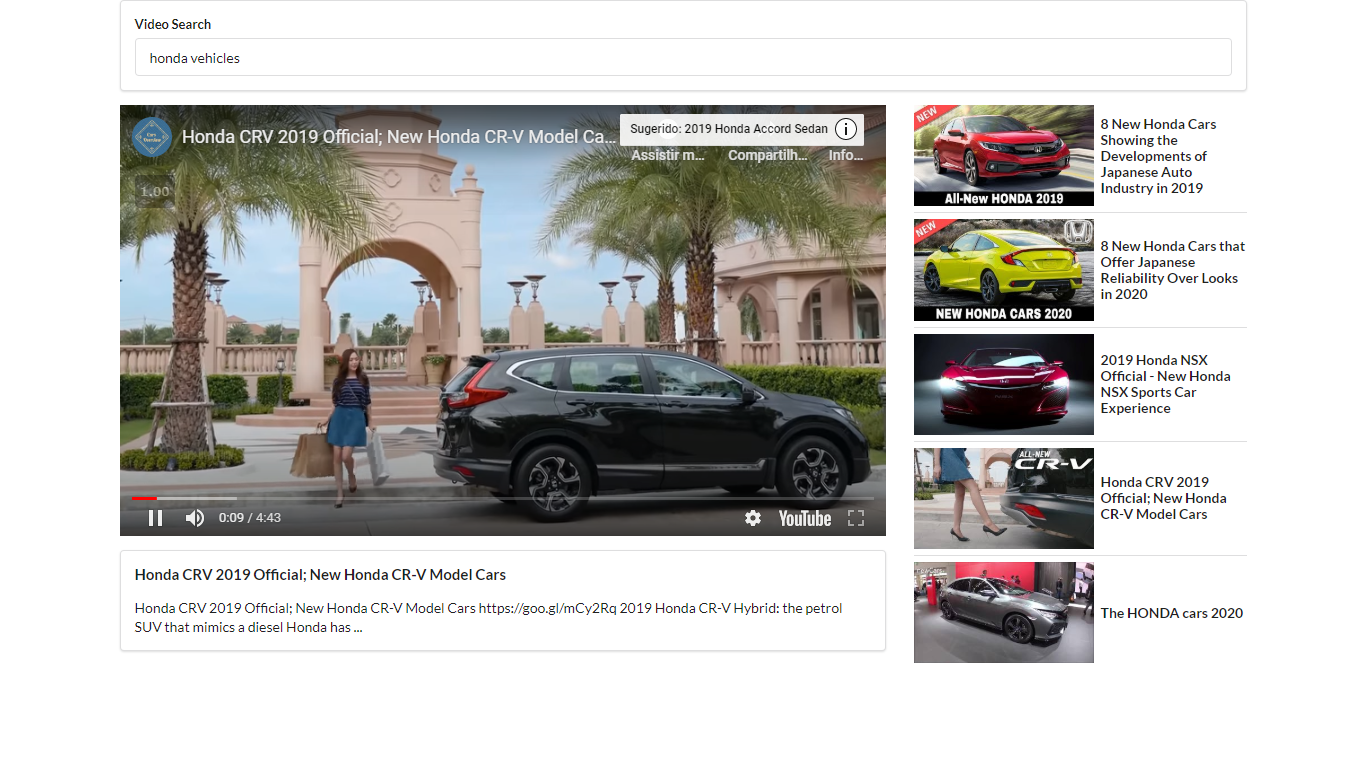 Video Search
honda vehicles
Cars Overview
Honda CRV 2019 Official; New Honda CR-V Model Ca...
Sugerido: 2019 Honda Accord Sedan
Assistir m...
Compartilh...
Info...
1.00
0:09 / 4:43
YouTube
Honda CRV 2019 Official; New Honda CR-V Model Cars
Honda CRV 2019 Official; New Honda CR-V Model Cars https://goo.gl/mCy2Rq 2019 Honda CR-V Hybrid: the petrol
SUV that mimics a diesel Honda has ...
NEW
All-New HONDA 2019
8 New Honda Cars
Showing the
Developments of
Japanese Auto
Industry in 2019
NEW
NEW HONDA CARS 2020
8 New Honda Cars that
Offer Japanese
Reliability Over Looks
in 2020
2019 Honda NSX
Official - New Honda
NSX Sports Car
Experience
ALL-NEW
CR-V
Honda CRV 2019
Official; New Honda
CR-V Model Cars
The HONDA cars 2020